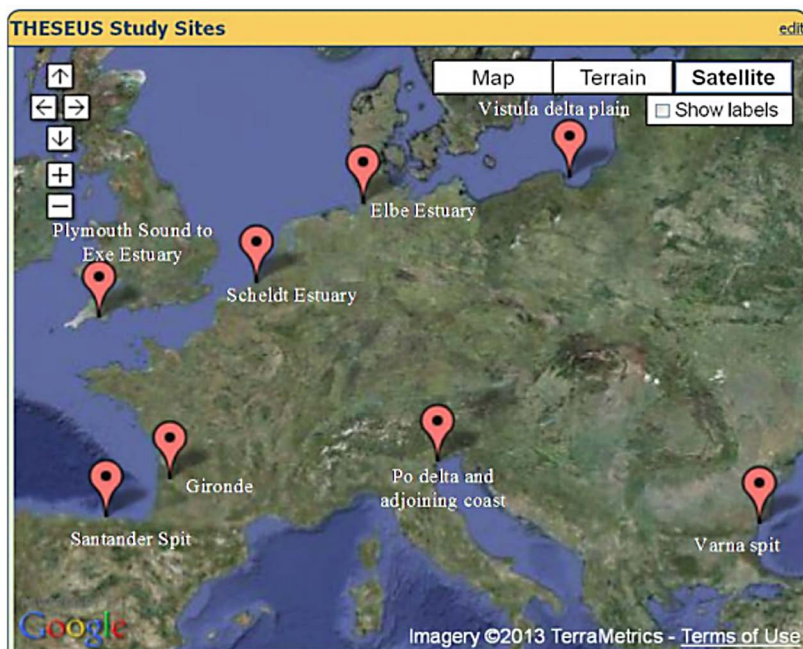 THESEUS Study Sites
edit
Map
Terrain
Satellite
Show labels
Vistula delta plain
Elbe Estuary
Plymouth Sound to
Exe Estuary
Scheldt Estuary
Gironde
Po delta and
adjoining coast
Santander Spit
Varna spit
Google
Imagery ©2013 TerraMetrics - Terms of Use